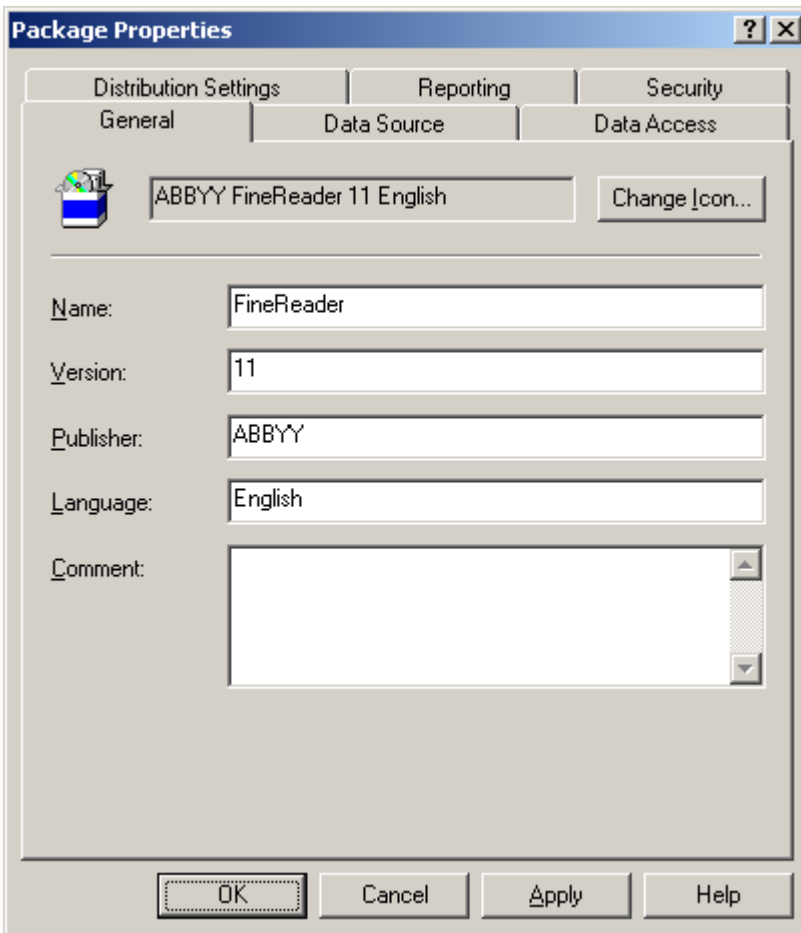 Package Properties
Distribution Settings Reporting Security
General Data Source Data Access
ABBYY FineReader 11 English Change Icon...
Name: FineReader
Version: 11
Publisher: ABBYY
Language: English
Comment:
OK Cancel Apply Help